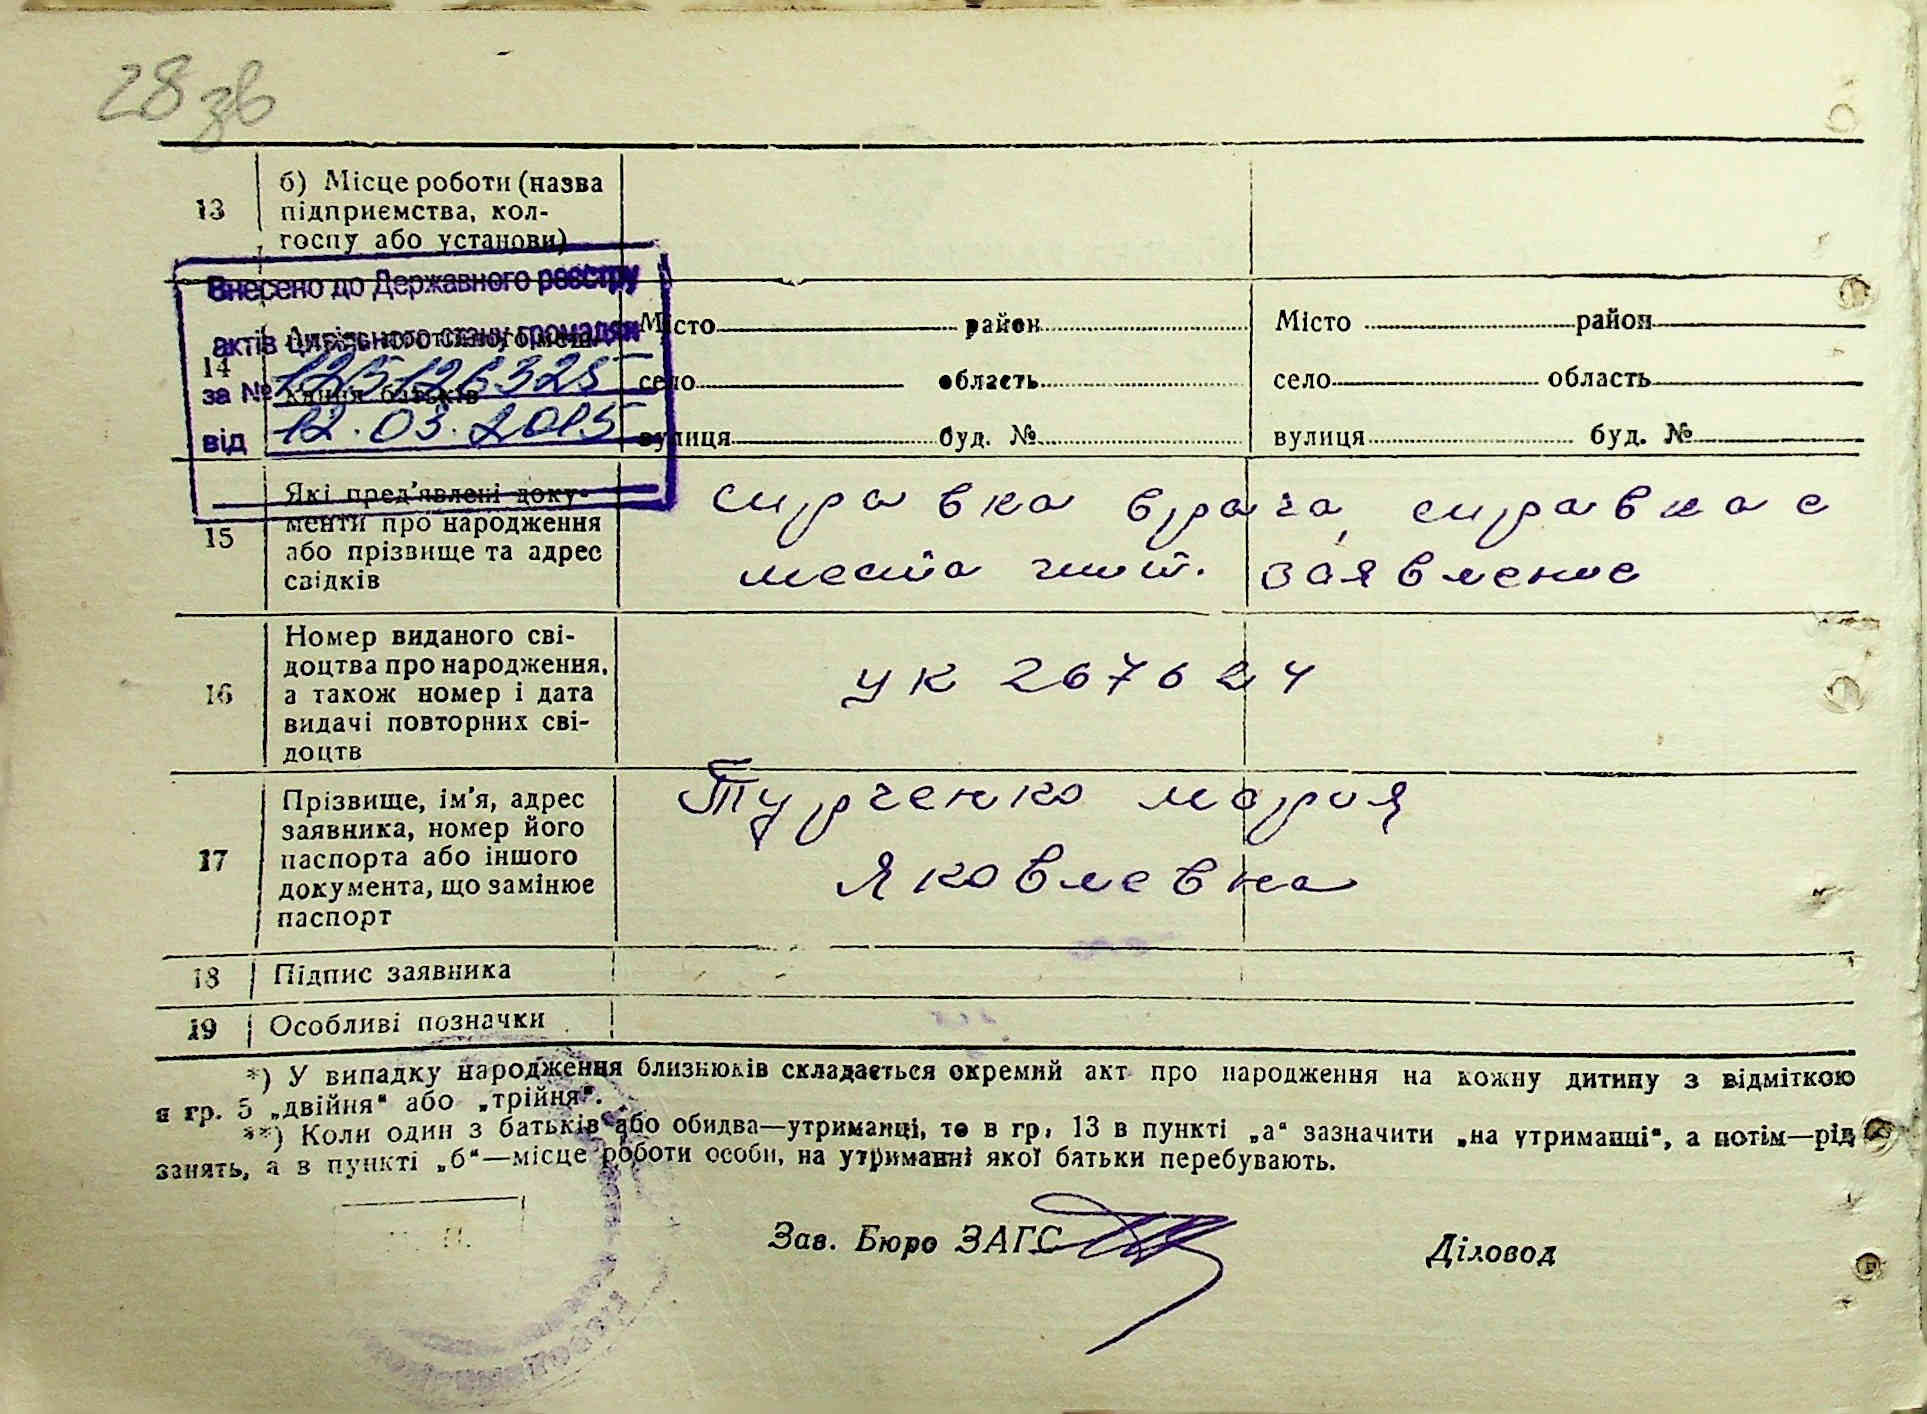 28 зв
13
б) Місце роботи (назва
підприємства, кол-
госпу або установи)
Внесено до Державного реєстру
актів цивільного стану громадян
за №
від 12.03.2015
14
кання батьків
Місто район
село область
вулиця буд. №
Місто район
село область
вулиця буд. №
15
Які пред'явлені доку-
менти про народження
або прізвище та адрес
свідків
справка врача, справка с
места жит. заявление
16
Номер виданого сві-
доцтва про народження,
а також номер і дата
видачі повторних сві-
доцтв
УК 267624
17
Прізвище, ім'я, адрес
заявника, номер його
паспорта або іншого
документа, що замінює
паспорт
Турченко Мария
Яковлевна
18 Підпис заявника
19 Особливі позначки
*) У випадку народження близнюків складається окремий акт про народження на кожну дитину з відміткою
в гр. 5 „двійня“ або „трійня“.
**) Коли один з батьків або обидва—утриманці, то в гр. 13 в пункті „а“ зазначити „на утриманні“, а потім—рід
занять, а в пункті „б“—місце роботи особи, на утриманні якої батьки перебувають.
Зав. Бюро ЗАГС
Діловод